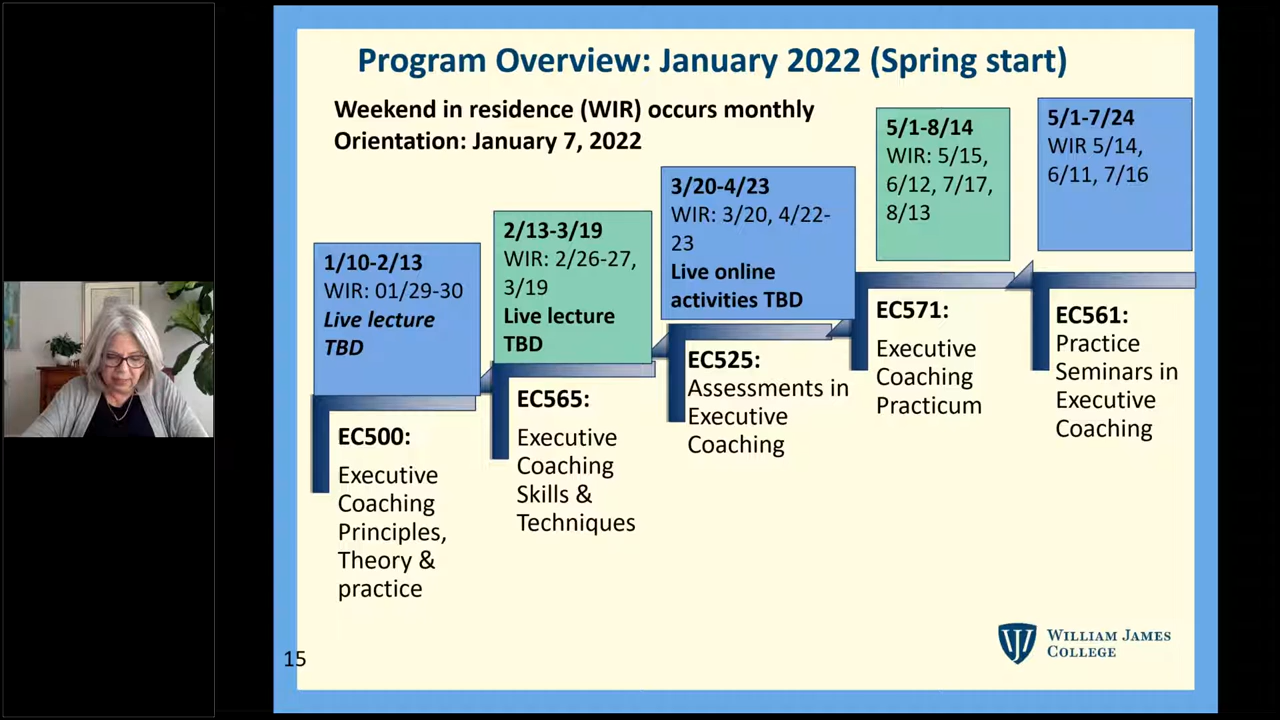 Program Overview: January 2022 (Spring start)
Weekend in residence (WIR) occurs monthly
Orientation: January 7, 2022
1/10-2/13
WIR: 01/29-30
Live lecture
TBD
EC500:
Executive
Coaching
Principles,
Theory &
practice
2/13-3/19
WIR: 2/26-27,
3/19
Live lecture
TBD
EC565:
Executive
Coaching
Skills &
Techniques
3/20-4/23
WIR: 3/20, 4/22-
23
Live online
activities TBD
EC525:
Assessments in
Executive
Coaching
5/1-8/14
WIR: 5/15,
6/12, 7/17,
8/13
EC571:
Executive
Coaching
Practicum
5/1-7/24
WIR 5/14,
6/11, 7/16
EC561:
Practice
Seminars in
Executive
Coaching
15
WILLIAM JAMES
COLLEGE